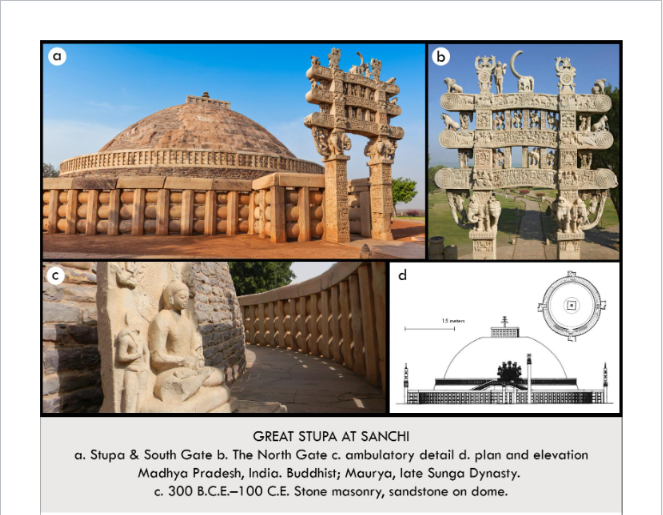 a
b
c
d
15 meters
GREAT STUPA AT SANCHI
a. Stupa & South Gate b. The North Gate c. ambulatory detail d. plan and elevation
Madhya Pradesh, India. Buddhist; Maurya, late Sunga Dynasty.
c. 300 B.C.E.–100 C.E. Stone masonry, sandstone on dome.